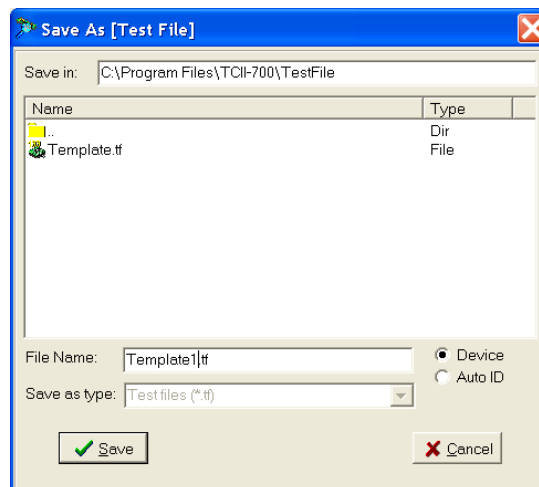 Save As [Test File]
Save in: C:\Program Files\TCII-700\TestFile
Name Type
.. Dir
Template.tf File
File Name: Template1.tf Device
Auto ID
Save as type: Test files (*.tf)
Save Cancel